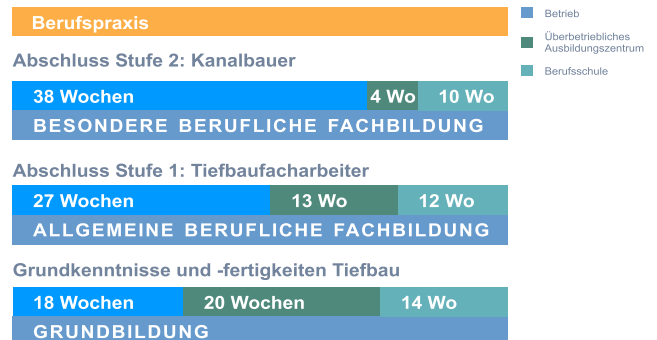 Berufspraxis
Abschluss Stufe 2: Kanalbauer
38 Wochen 4 Wo 10 Wo
BESONDERE BERUFLICHE FACHBILDUNG
Abschluss Stufe 1: Tiefbaufacharbeiter
27 Wochen 13 Wo 12 Wo
ALLGEMEINE BERUFLICHE FACHBILDUNG
Grundkenntnisse und -fertigkeiten Tiefbau
18 Wochen 20 Wochen 14 Wo
GRUNDBILDUNG
Betrieb
Überbetriebliches
Ausbildungszentrum
Berufsschule